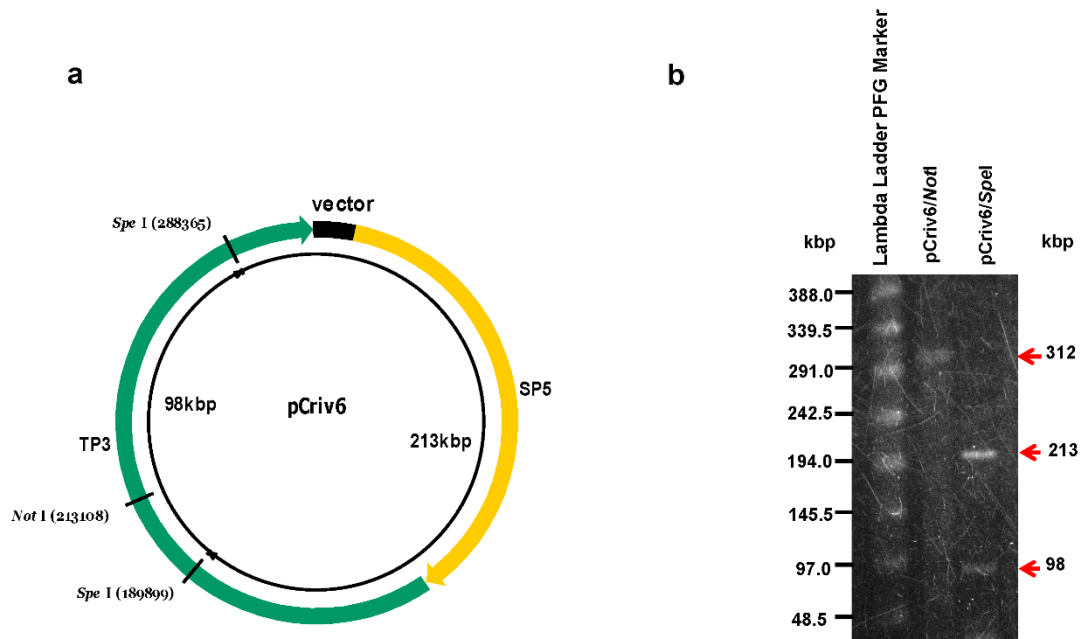 a
vector
Spe I (288365)
SP5
98kbp
pCriv6
213kbp
TP3
Not I (213108)
Spe I (189899)
b
Lambda Ladder PFG Marker
pCriv6/NotI
pCriv6/SpeI
kbp
kbp
388.0
339.5
291.0
242.5
194.0
145.5
97.0
48.5
312
213
98